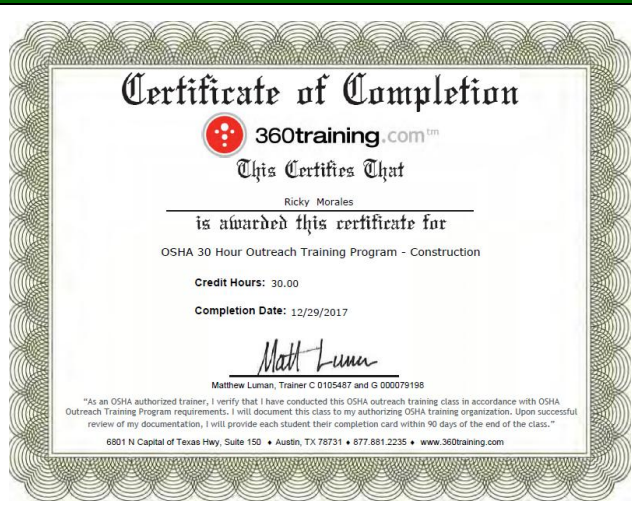 Certificate of Completion
360training.com™
This Certifies That
Ricky Morales
is awarded this certificate for
OSHA 30 Hour Outreach Training Program - Construction
Credit Hours: 30.00
Completion Date: 12/29/2017
Matt Luman
Matthew Luman, Trainer C 0105487 and G 000079198
"As an OSHA authorized trainer, I verify that I have conducted this OSHA outreach training class in accordance with OSHA
Outreach Training Program requirements. I will document this class to my authorizing OSHA training organization. Upon successful
review of my documentation, I will provide each student their completion card within 90 days of the end of the class."
6801 N Capital of Texas Hwy, Suite 150 ♦ Austin, TX 78731 ♦ 877.881.2235 ♦ www.360training.com